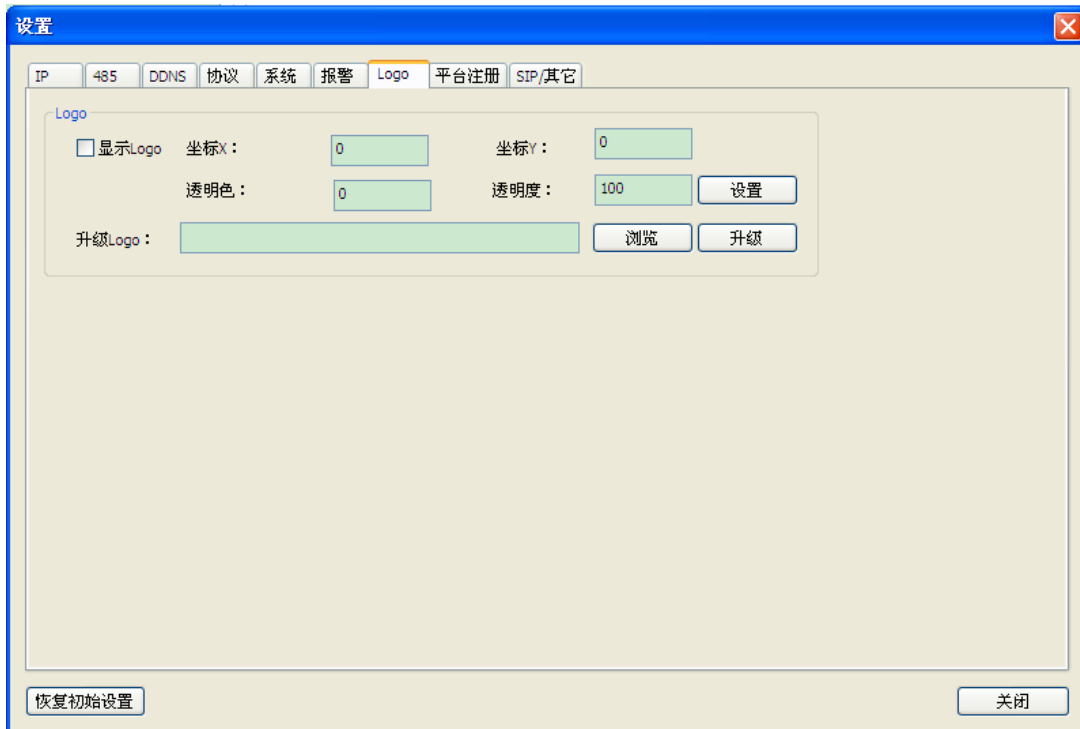 设置
IP 485 DDNS 协议 系统 报警 Logo 平台注册 SIP/其它
Logo
显示Logo 坐标X： 0 坐标Y： 0
透明色： 0 透明度： 100 设置
升级Logo： 浏览 升级
恢复初始设置 关闭